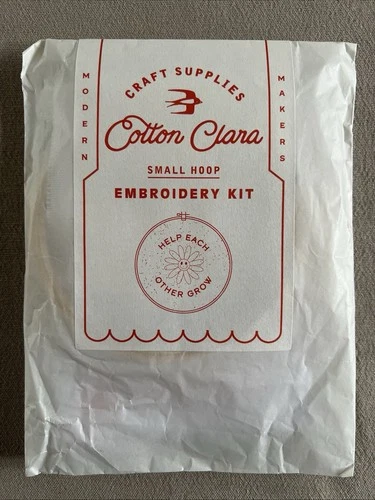 CRAFT SUPPLIES
MODERN
MAKERS
Cotton Clara
SMALL HOOP
EMBROIDERY KIT
HELP EACH
OTHER GROW